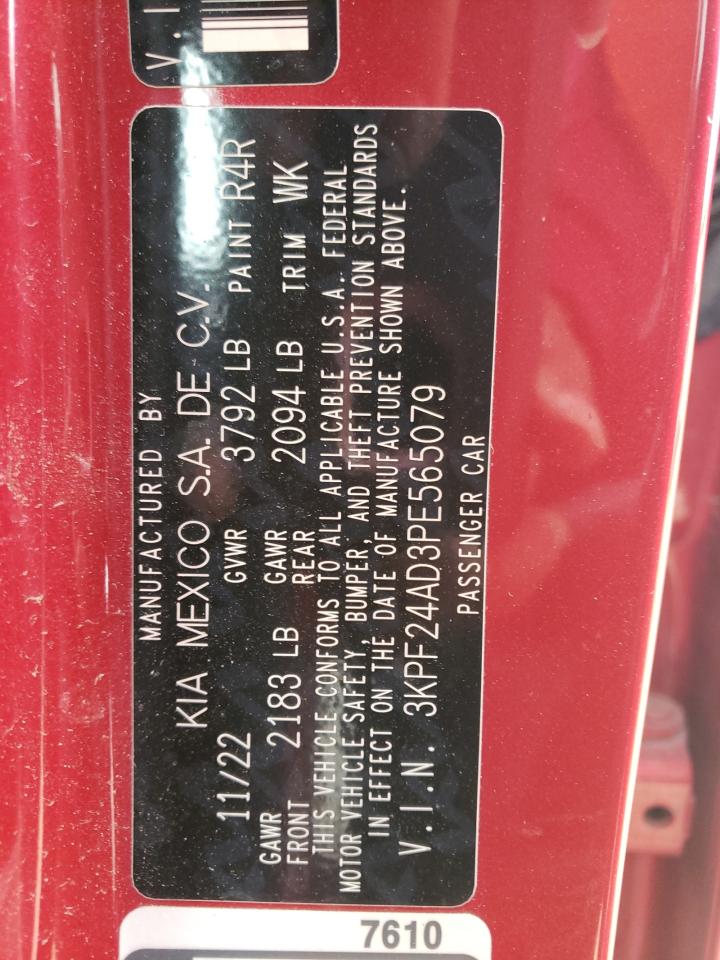 V.I
MANUFACTURED BY
KIA MEXICO S.A. DE C.V.
11/22 GVWR 3792 LB PAINT R4R
GAWR FRONT 2183 LB GAWR REAR 2094 LB TRIM WK
THIS VEHICLE CONFORMS TO ALL APPLICABLE U.S.A. FEDERAL
MOTOR VEHICLE SAFETY, BUMPER, AND THEFT PREVENTION STANDARDS
IN EFFECT ON THE DATE OF MANUFACTURE SHOWN ABOVE.
V.I.N. 3KPF24AD3PE565079
PASSENGER CAR
7610